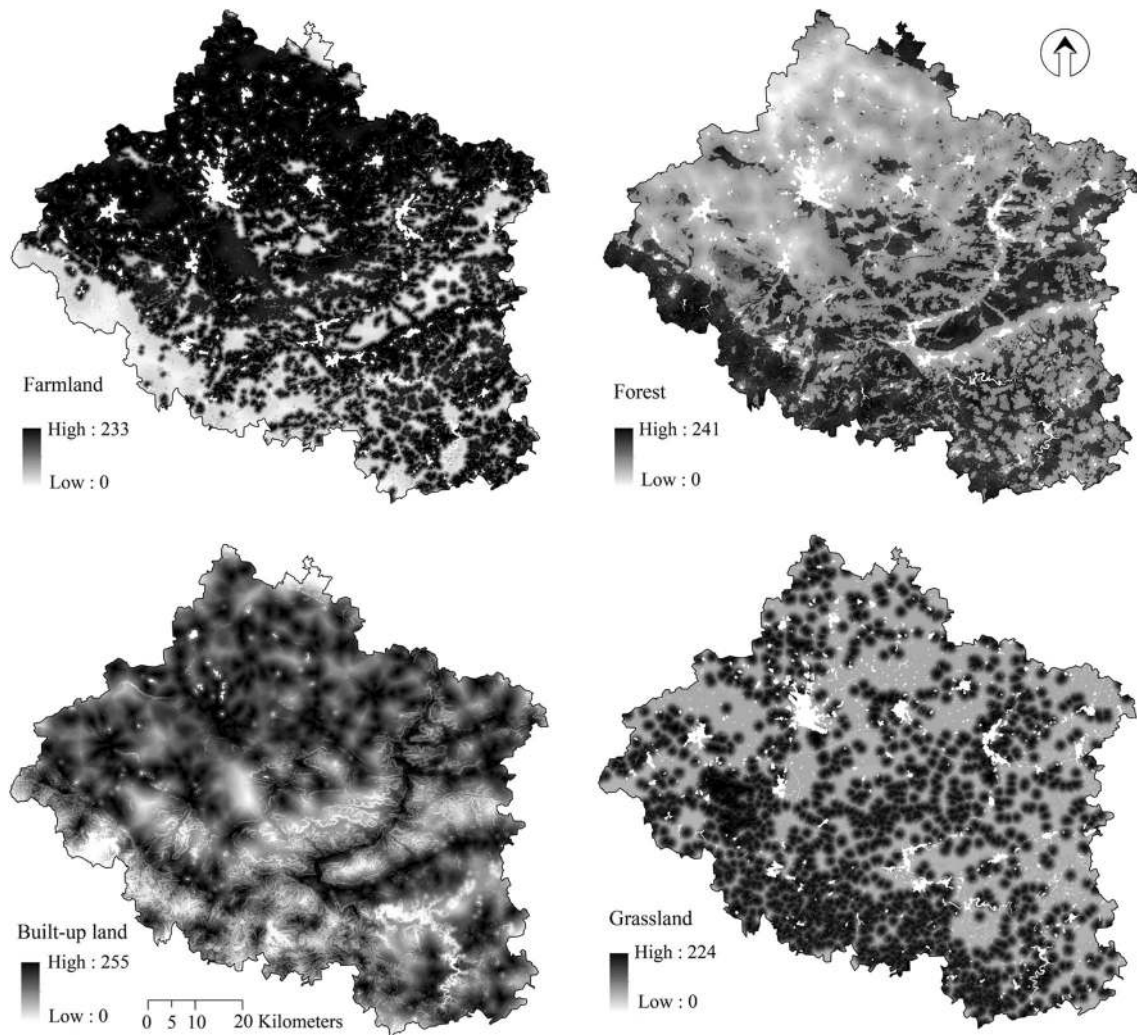 Farmland
High : 233
Low : 0
Forest
High : 241
Low : 0
Built-up land
High : 255
Low : 0
0 5 10 20 Kilometers
Grassland
High : 224
Low : 0